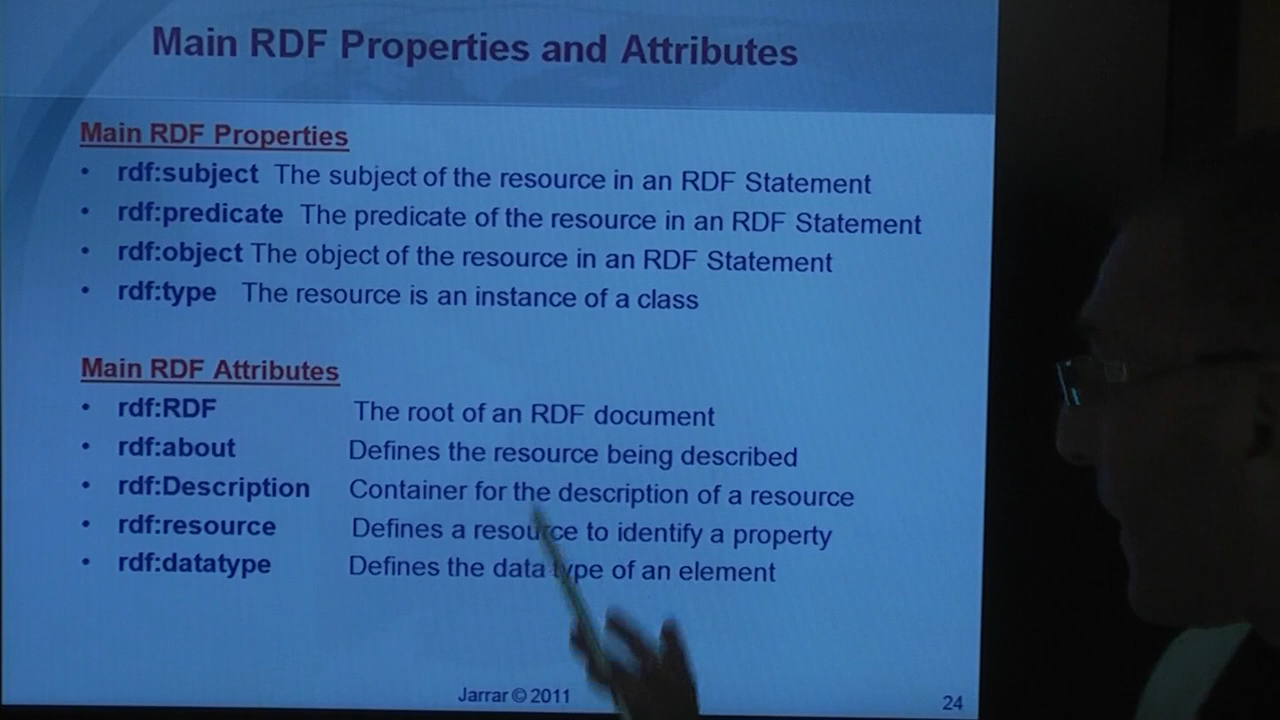 Main RDF Properties and Attributes
Main RDF Properties
• rdf:subject The subject of the resource in an RDF Statement
• rdf:predicate The predicate of the resource in an RDF Statement
• rdf:object The object of the resource in an RDF Statement
• rdf:type The resource is an instance of a class
Main RDF Attributes
• rdf:RDF The root of an RDF document
• rdf:about Defines the resource being described
• rdf:Description Container for the description of a resource
• rdf:resource Defines a resource to identify a property
• rdf:datatype Defines the data type of an element
Jarrar © 2011
24